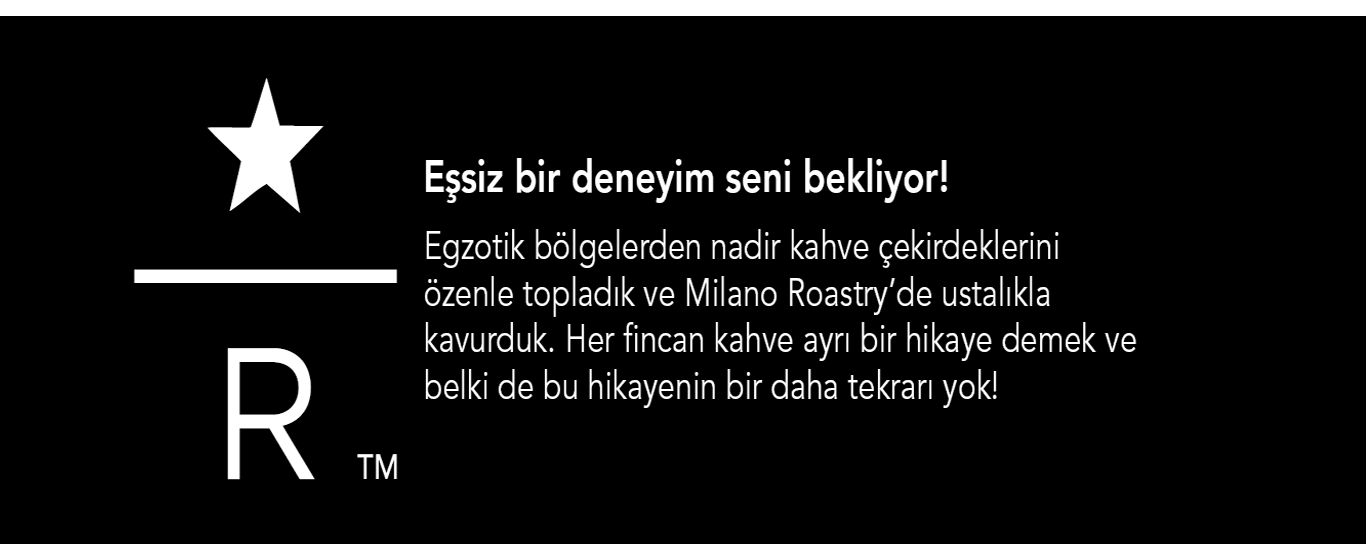 Eşsiz bir deneyim seni bekliyor!
Egzotik bölgelerden nadir kahve çekirdeklerini
özenle topladık ve Milano Roastry’de ustalıkla
kavurduk. Her fincan kahve ayrı bir hikaye demek ve
belki de bu hikayenin bir daha tekrarı yok!
R TM